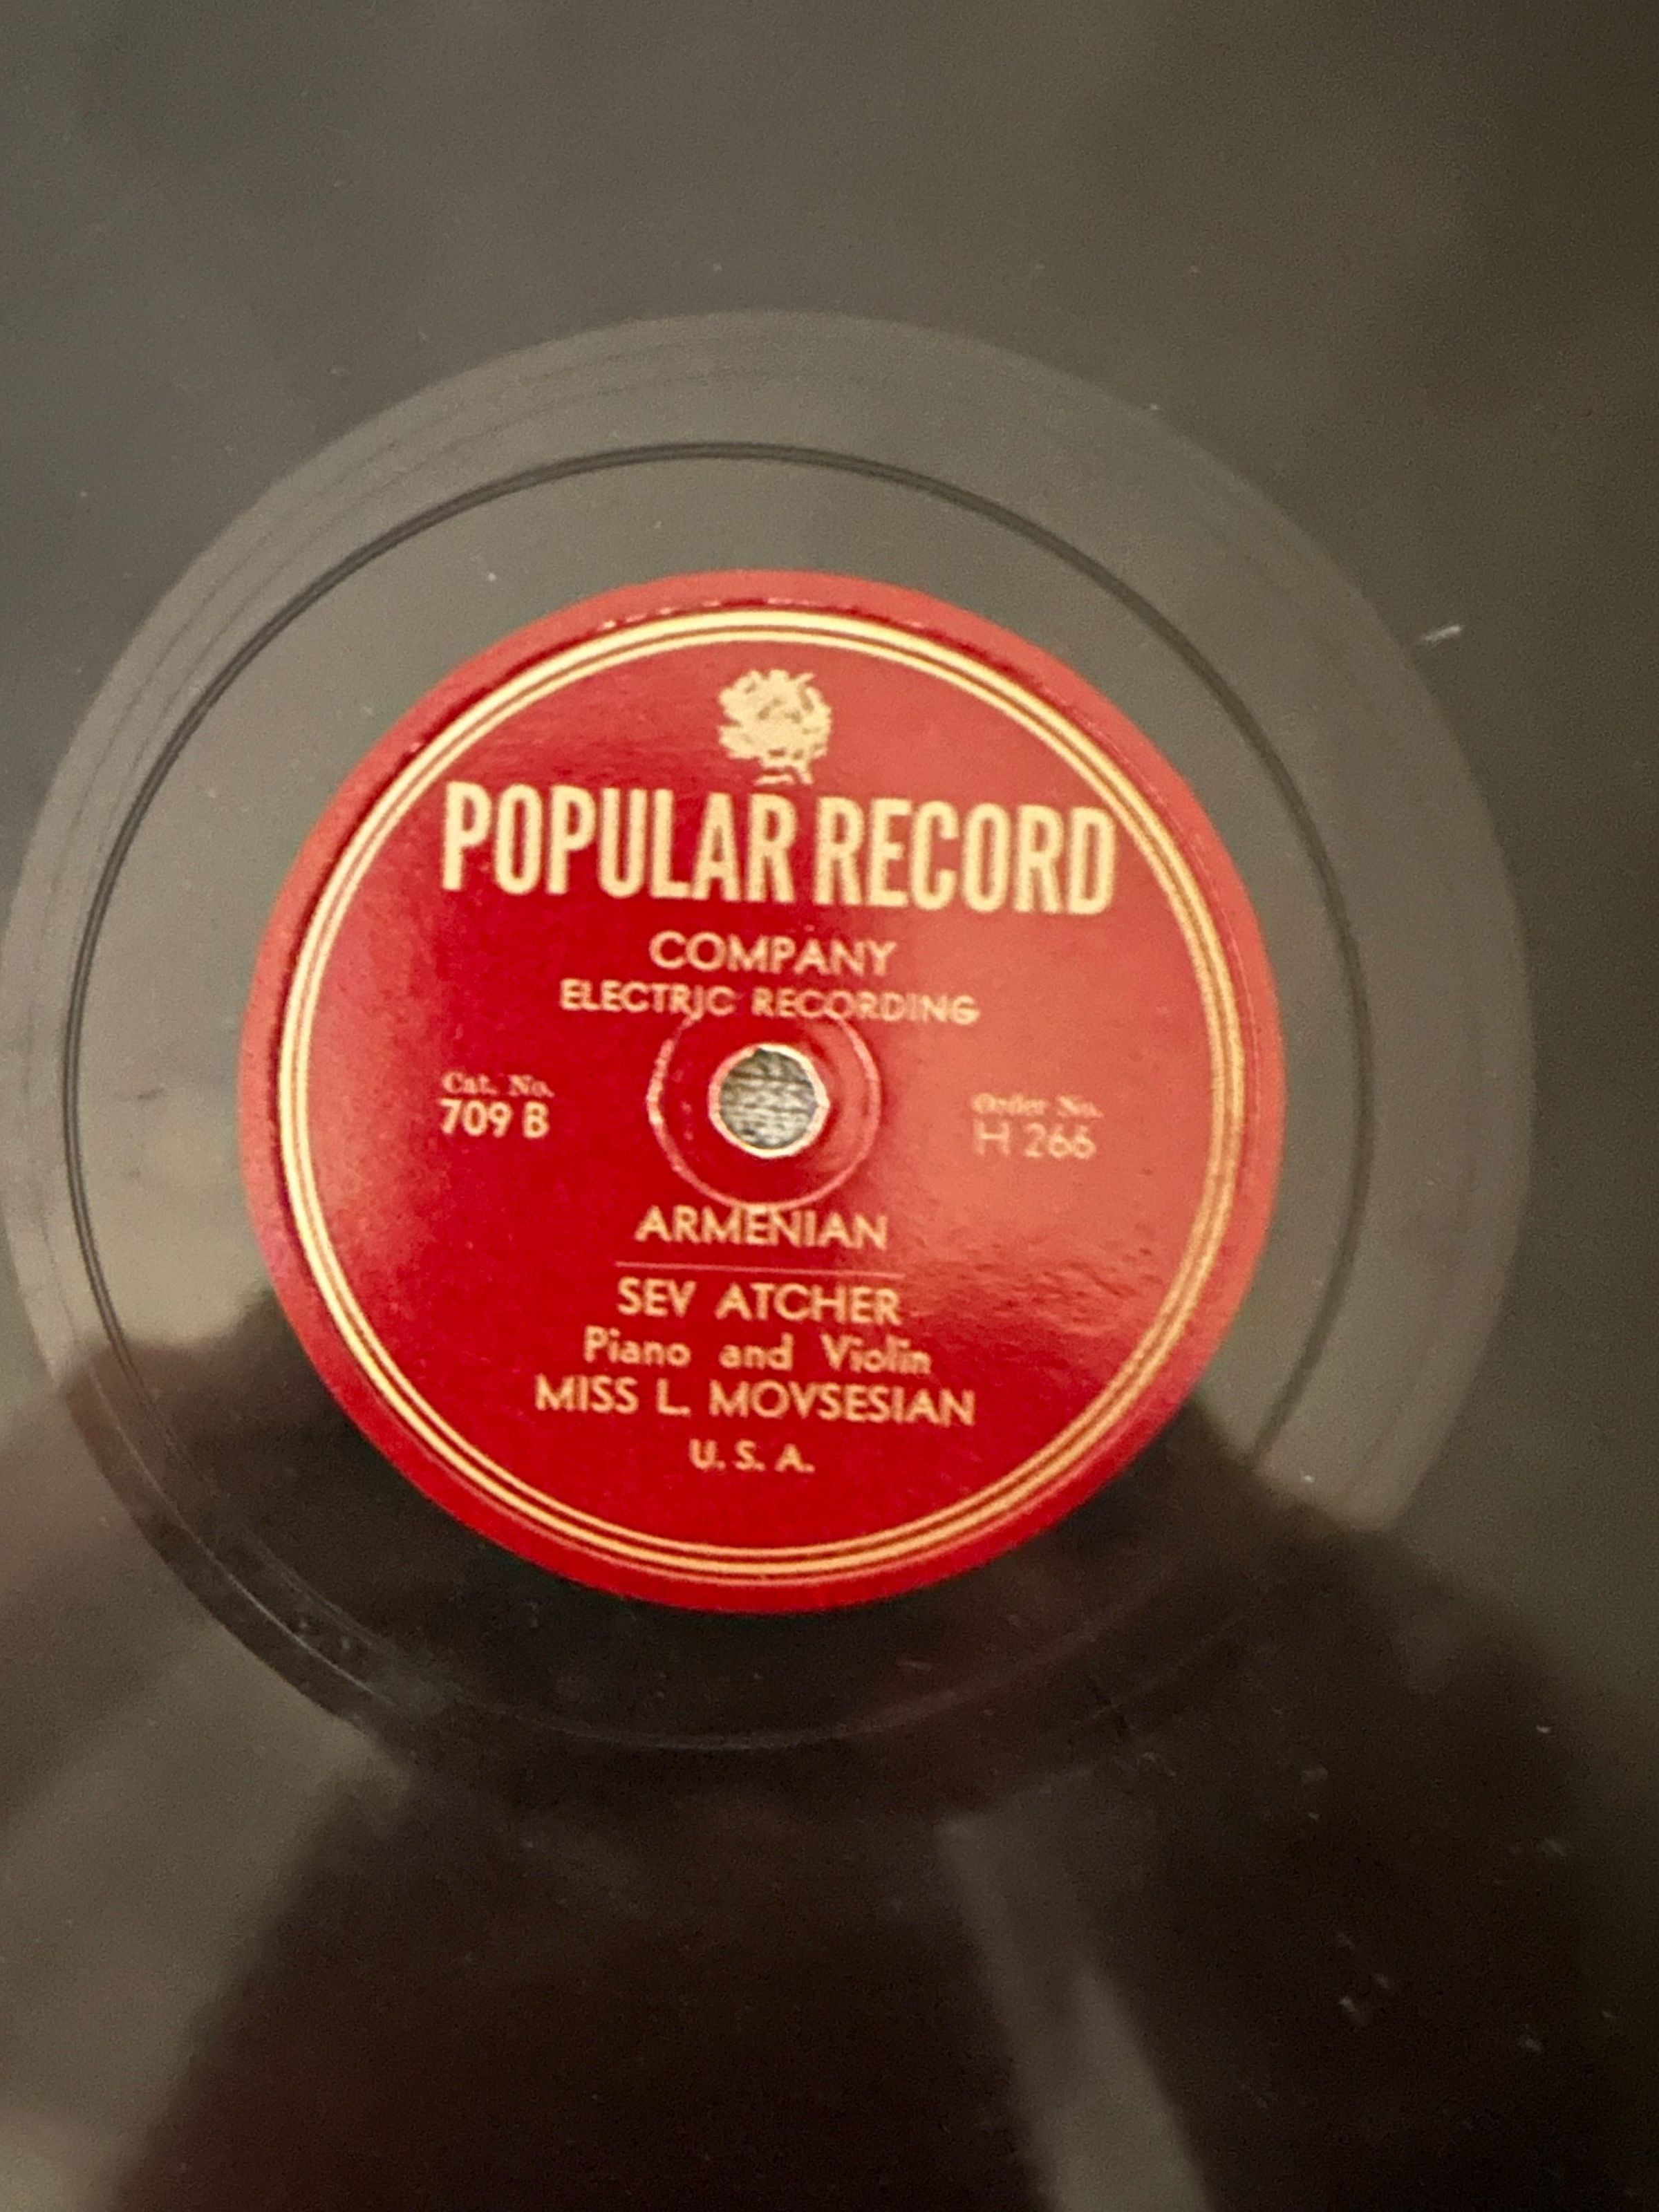 POPULAR RECORD
COMPANY
ELECTRIC RECORDING
Cat. No.
709 B
Order No.
H 266
ARMENIAN
SEV ATCHER
Piano and Violin
MISS L. MOVSESIAN
U. S. A.